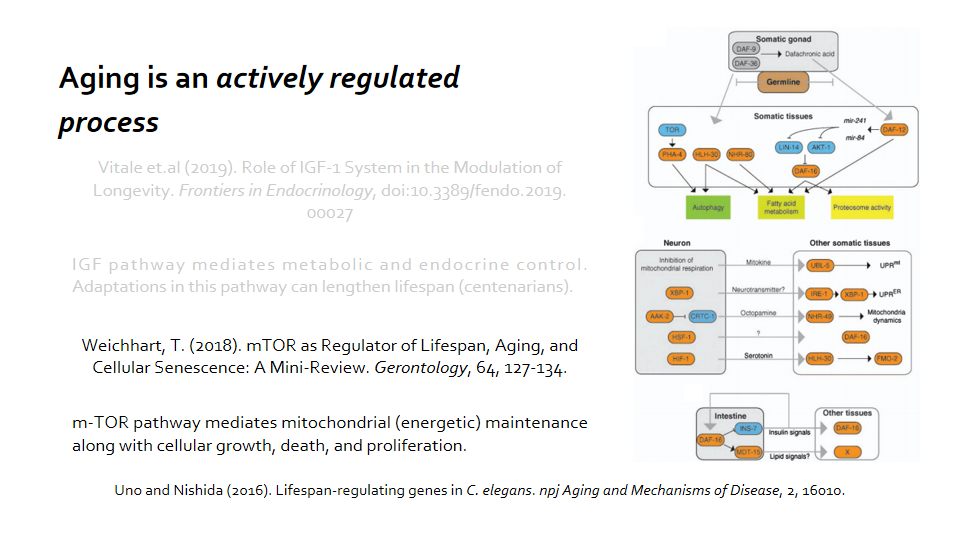 Aging is an actively regulated
process
Vitale et.al (2019). Role of IGF-1 System in the Modulation of
Longevity. Frontiers in Endocrinology, doi:10.3389/fendo.2019.
00027
IGF pathway mediates metabolic and endocrine control.
Adaptations in this pathway can lengthen lifespan (centenarians).
Weichhart, T. (2018). mTOR as Regulator of Lifespan, Aging, and
Cellular Senescence: A Mini-Review. Gerontology, 64, 127-134.
m-TOR pathway mediates mitochondrial (energetic) maintenance
along with cellular growth, death, and proliferation.
Somatic gonad
DAF-9
Dafachronic acid
DAF-36
Germline
Somatic tissues
mir-241
TOR
DAF-12
mir-84
LIN-14 AKT-1
PHA-4 HLH-30 NHR-80
DAF-16
Autophagy Fatty acid metabolism Proteosome activity
Neuron Other somatic tissues
Inhibition of
mitochondrial respiration
Mitokine UBL-5 UPRmt
XBP-1 Neurotransmitter? IRE-1 XBP-1 UPRER
AAK-2 CRTC-1 Octopamine NHR-49 Mitochondria
dynamics
HSF-1 ? DAF-16
HIF-1 Serotonin HLH-30 FMO-2
Intestine Other tissues
INS-7 Insulin signals DAF-16
DAF-16
MDT-15 Lipid signals? X
Uno and Nishida (2016). Lifespan-regulating genes in C. elegans. npj Aging and Mechanisms of Disease, 2, 16010.